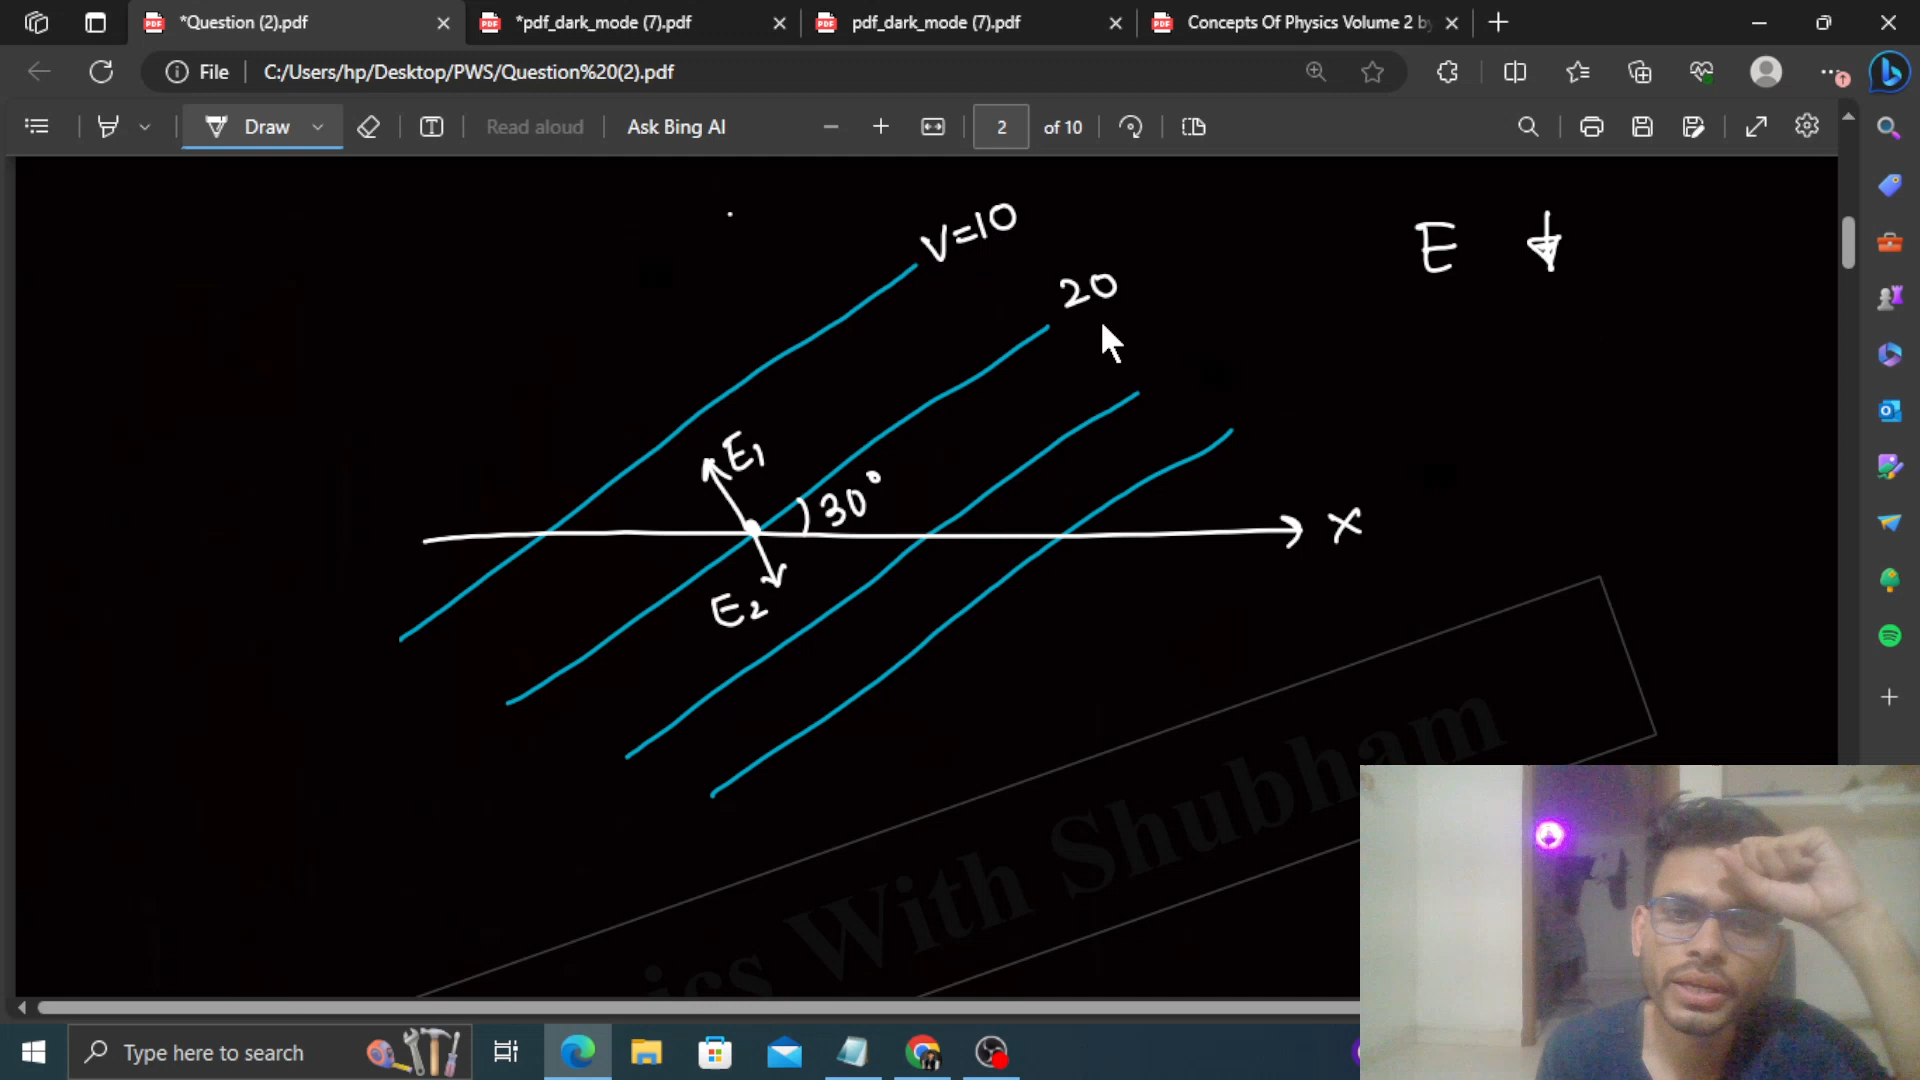 *Question (2).pdf
*pdf_dark_mode (7).pdf
pdf_dark_mode (7).pdf
Concepts Of Physics Volume 2 by
File
C:/Users/hp/Desktop/PWS/Question%20(2).pdf
Draw
Read aloud
Ask Bing AI
2
of 10
V=10
20
E ↓
E₁
30°
x
E₂
ics With Shubham
Type here to search